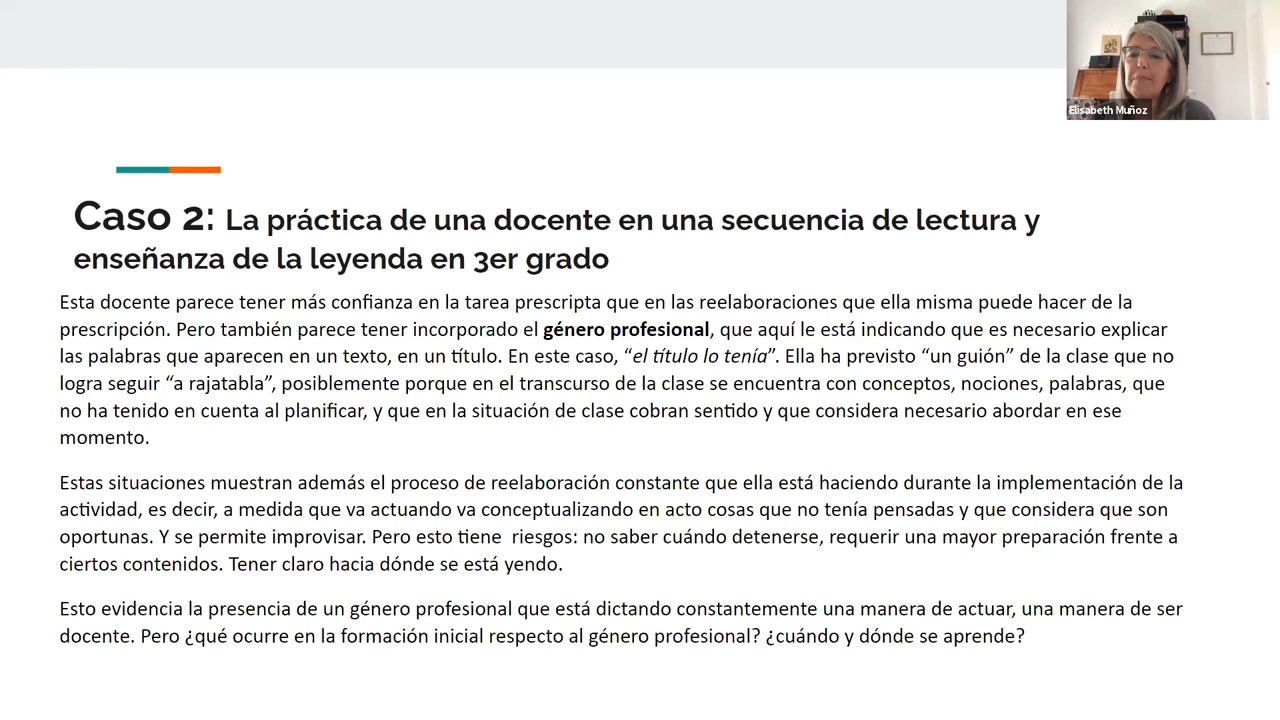 Elisabeth Muñoz
Caso 2: La práctica de una docente en una secuencia de lectura y
enseñanza de la leyenda en 3er grado
Esta docente parece tener más confianza en la tarea prescripta que en las reelaboraciones que ella misma puede hacer de la
prescripción. Pero también parece tener incorporado el género profesional, que aquí le está indicando que es necesario explicar
las palabras que aparecen en un texto, en un título. En este caso, “el título lo tenía”. Ella ha previsto “un guión” de la clase que no
logra seguir “a rajatabla”, posiblemente porque en el transcurso de la clase se encuentra con conceptos, nociones, palabras, que
no ha tenido en cuenta al planificar, y que en la situación de clase cobran sentido y que considera necesario abordar en ese
momento.
Estas situaciones muestran además el proceso de reelaboración constante que ella está haciendo durante la implementación de la
actividad, es decir, a medida que va actuando va conceptualizando en acto cosas que no tenía pensadas y que considera que son
oportunas. Y se permite improvisar. Pero esto tiene  riesgos: no saber cuándo detenerse, requerir una mayor preparación frente a
ciertos contenidos. Tener claro hacia dónde se está yendo.
Esto evidencia la presencia de un género profesional que está dictando constantemente una manera de actuar, una manera de ser
docente. Pero ¿qué ocurre en la formación inicial respecto al género profesional? ¿cuándo y dónde se aprende?